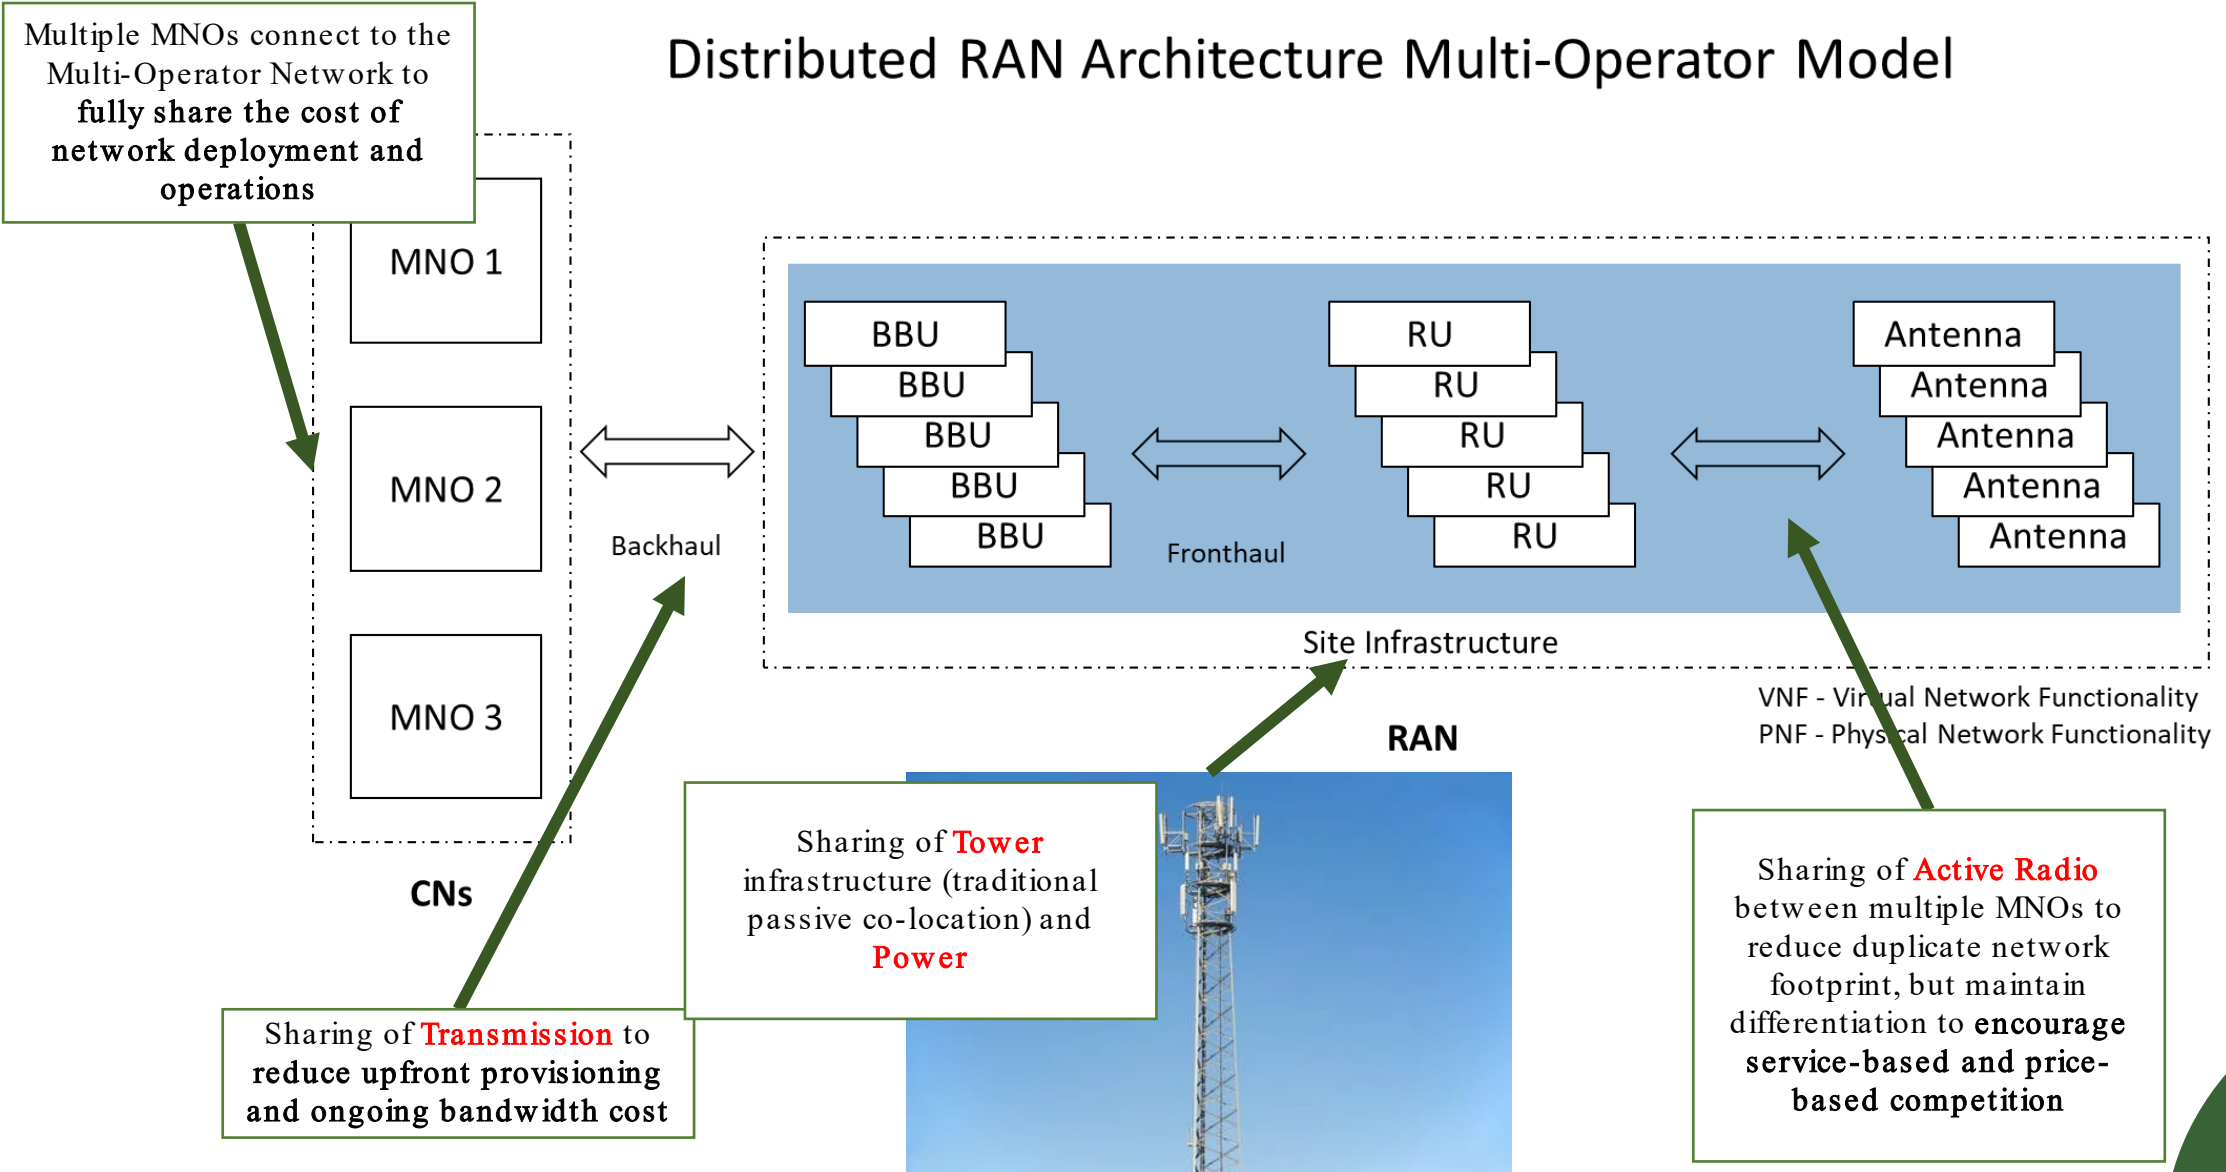 Multiple MNOs connect to the
Multi-Operator Network to
fully share the cost of
network deployment and
operations
Distributed RAN Architecture Multi-Operator Model
MNO 1
MNO 2
MNO 3
CNs
Backhaul
BBU
BBU
BBU
BBU
BBU
Fronthaul
RU
RU
RU
RU
RU
Antenna
Antenna
Antenna
Antenna
Antenna
Site Infrastructure
RAN
VNF - Virtual Network Functionality
PNF - Physical Network Functionality
Sharing of Transmission to
reduce upfront provisioning
and ongoing bandwidth cost
Sharing of Tower
infrastructure (traditional
passive co-location) and
Power
Sharing of Active Radio
between multiple MNOs to
reduce duplicate network
footprint, but maintain
differentiation to encourage
service-based and price-
based competition